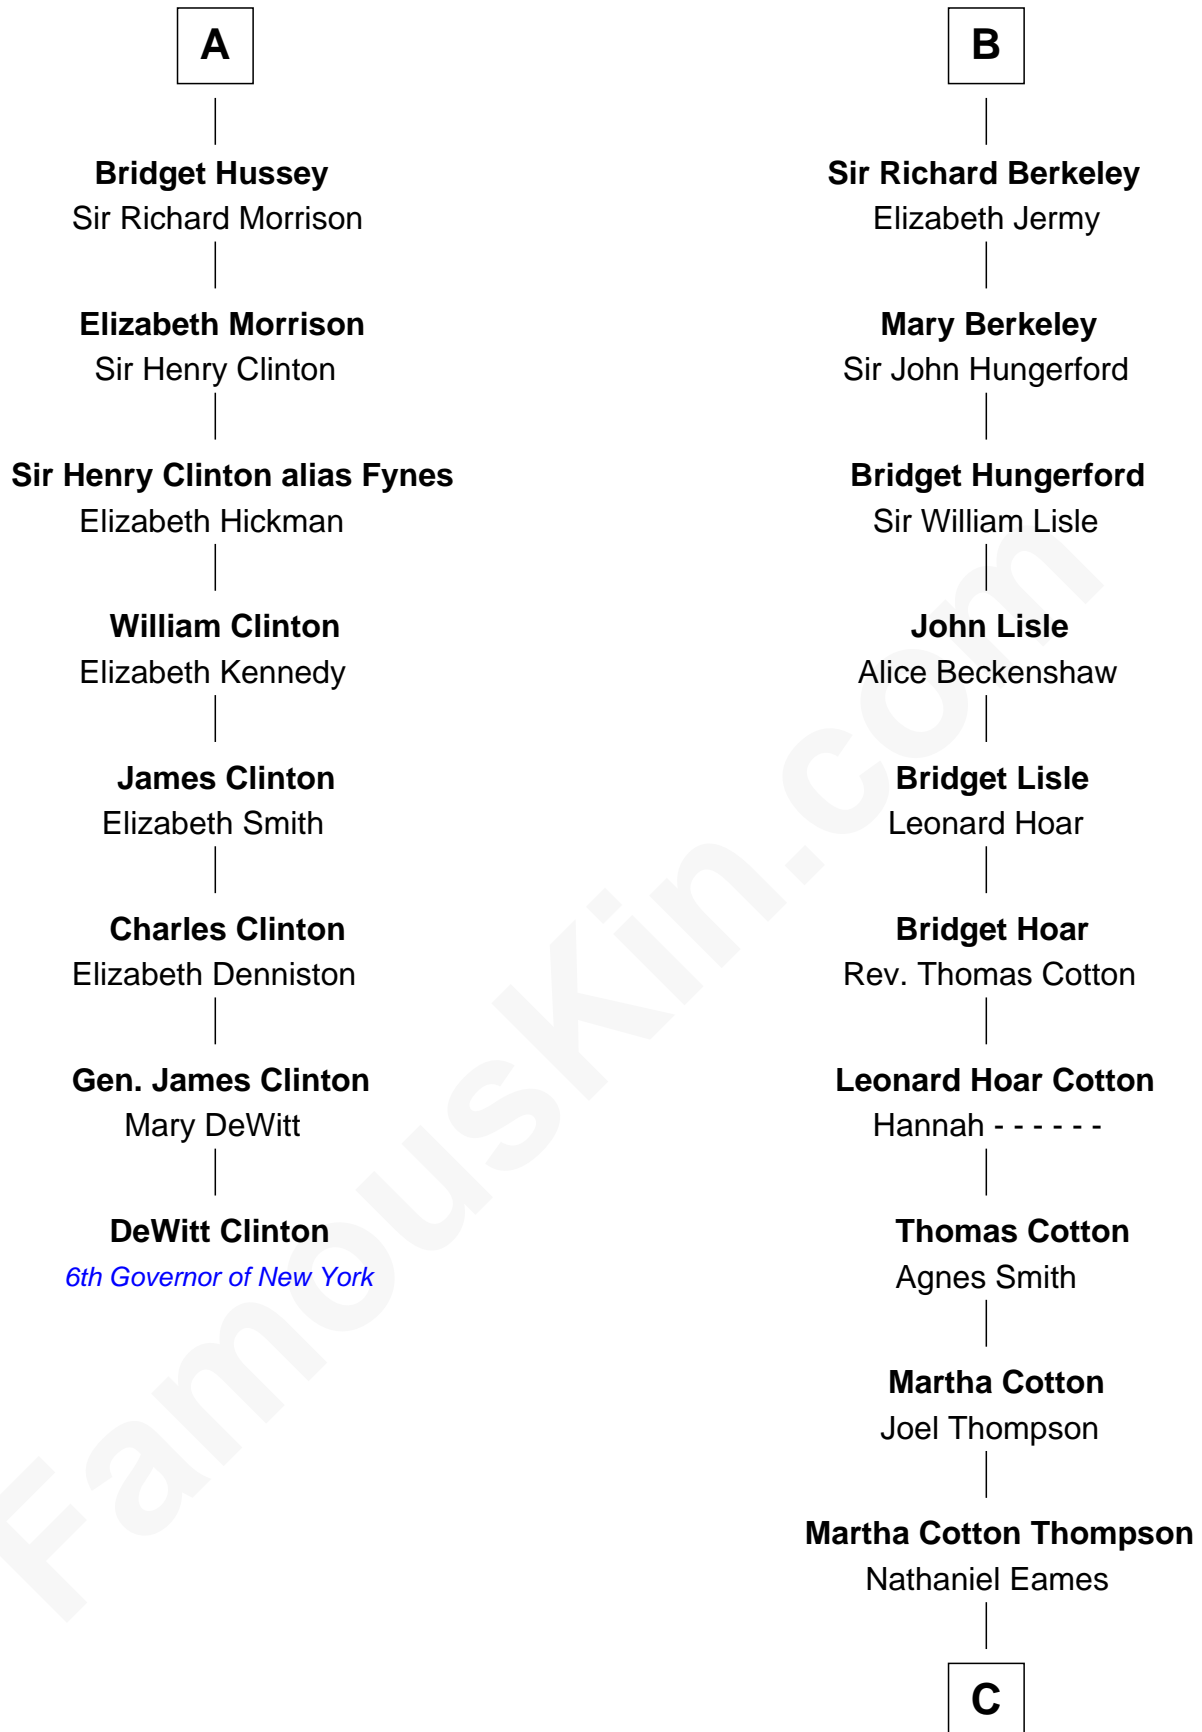 A
Bridget Hussey
Sir Richard Morrison
Elizabeth Morrison
Sir Henry Clinton
Sir Henry Clinton alias Fynes
Elizabeth Hickman
William Clinton
Elizabeth Kennedy
James Clinton
Elizabeth Smith
Charles Clinton
Elizabeth Denniston
Gen. James Clinton
Mary DeWitt
DeWitt Clinton
6th Governor of New York
B
Sir Richard Berkeley
Elizabeth Jermy
Mary Berkeley
Sir John Hungerford
Bridget Hungerford
Sir William Lisle
John Lisle
Alice Beckenshaw
Bridget Lisle
Leonard Hoar
Bridget Hoar
Rev. Thomas Cotton
Leonard Hoar Cotton
Hannah - - - - - -
Thomas Cotton
Agnes Smith
Martha Cotton
Joel Thompson
Martha Cotton Thompson
Nathaniel Eames
C
FamousKin.com